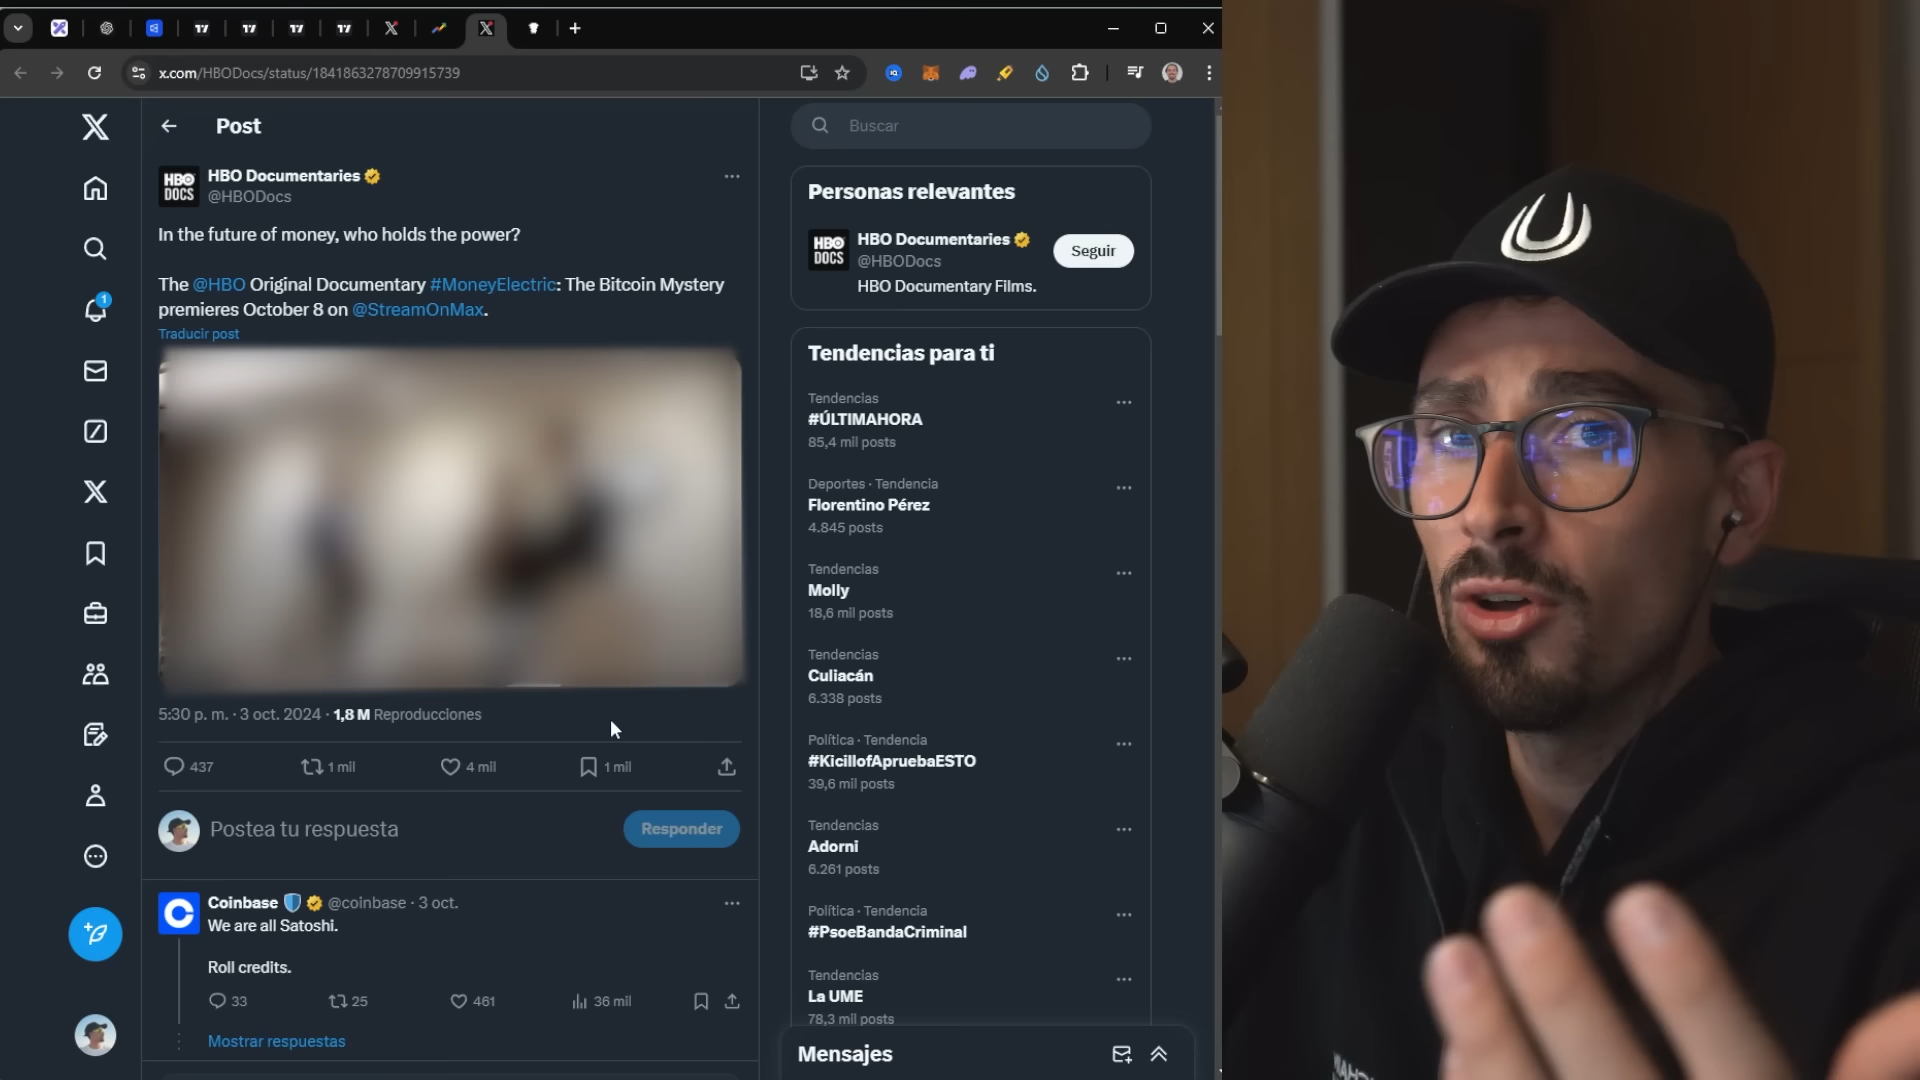 x.com/HBODocs/status/1841863278709915739
Post
HBO Documentaries
@HBODocs
In the future of money, who holds the power?
The @HBO Original Documentary #MoneyElectric: The Bitcoin Mystery
premieres October 8 on @StreamOnMax.
Traducir post
5:30 p. m. · 3 oct. 2024 · 1,8 M Reproducciones
437
1 mil
4 mil
1 mil
Postea tu respuesta
Responder
Coinbase @coinbase · 3 oct.
We are all Satoshi.
Roll credits.
33
25
461
36 mil
Mostrar respuestas
1
Buscar
Personas relevantes
HBO DOCS
HBO Documentaries
@HBODocs
Seguir
HBO Documentary Films.
HBO DOCS
Tendencias para ti
Tendencias
#ÚLTIMAHORA
85,4 mil posts
Deportes · Tendencia
Florentino Pérez
4.845 posts
Tendencias
Molly
18,6 mil posts
Tendencias
Culiacán
6.338 posts
Política · Tendencia
#KicillofApruebaESTO
39,6 mil posts
Tendencias
Adorni
6.261 posts
Política · Tendencia
#PsoeBandaCriminal
Tendencias
La UME
78,3 mil posts
Mensajes